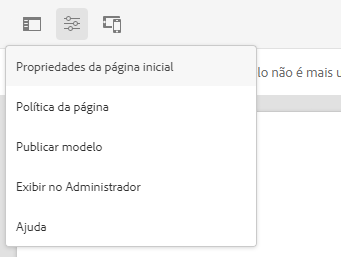 Propriedades da página inicial
lo não é mais u
Política da página
Publicar modelo
Exibir no Administrador
Ajuda